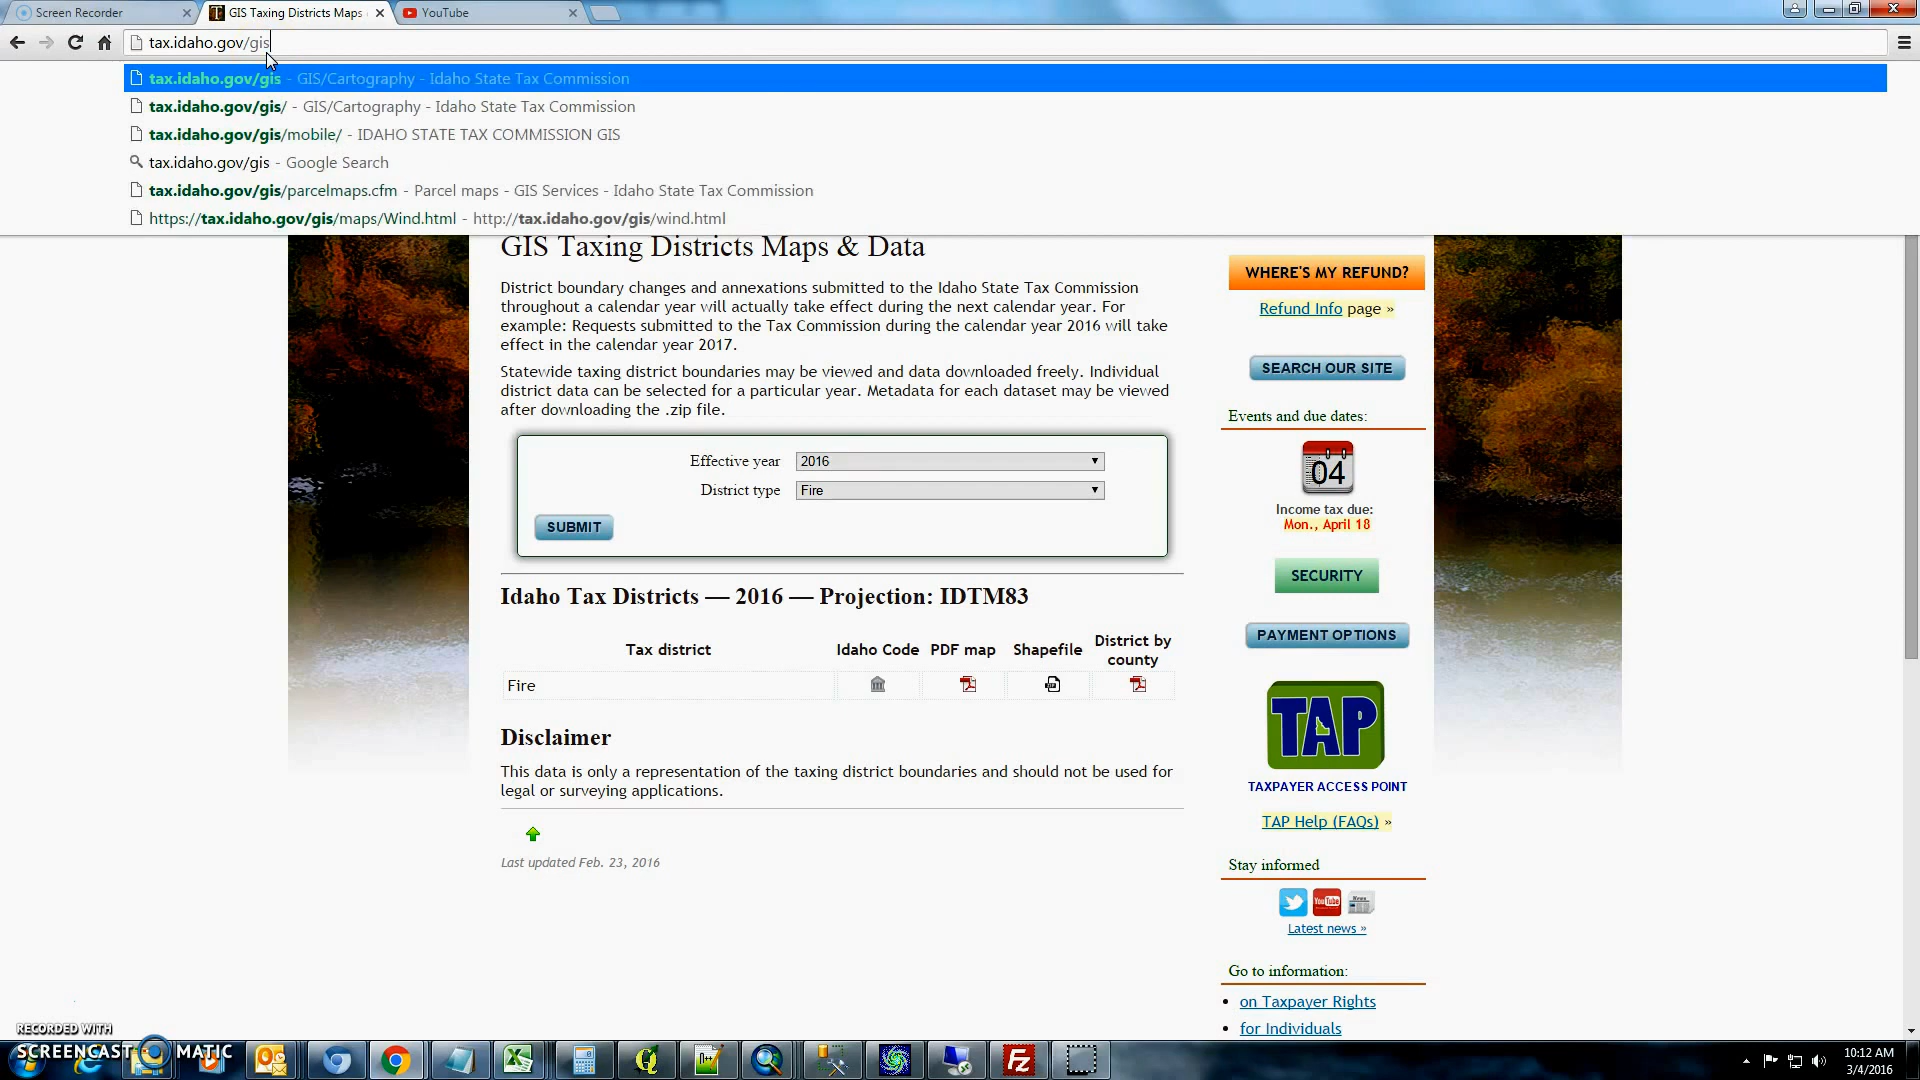 Screen Recorder
GIS Taxing Districts Maps
YouTube
tax.idaho.gov/gis
tax.idaho.gov/gis - GIS/Cartography - Idaho State Tax Commission
tax.idaho.gov/gis/ - GIS/Cartography - Idaho State Tax Commission
tax.idaho.gov/gis/mobile/ - IDAHO STATE TAX COMMISSION GIS
tax.idaho.gov/gis - Google Search
tax.idaho.gov/gis/parcelmaps.cfm - Parcel maps - GIS Services - Idaho State Tax Commission
https://tax.idaho.gov/gis/maps/Wind.html - http://tax.idaho.gov/gis/wind.html
GIS Taxing Districts Maps & Data
District boundary changes and annexations submitted to the Idaho State Tax Commission
throughout a calendar year will actually take effect during the next calendar year. For
example: Requests submitted to the Tax Commission during the calendar year 2016 will take
effect in the calendar year 2017.
Statewide taxing district boundaries may be viewed and data downloaded freely. Individual
district data can be selected for a particular year. Metadata for each dataset may be viewed
after downloading the .zip file.
Effective year 2016
District type Fire
SUBMIT
Idaho Tax Districts — 2016 — Projection: IDTM83
Tax district Idaho Code PDF map Shapefile District by county
Fire
Disclaimer
This data is only a representation of the taxing district boundaries and should not be used for
legal or surveying applications.
Last updated Feb. 23, 2016
WHERE'S MY REFUND?
Refund Info page »
SEARCH OUR SITE
Events and due dates:
04
Income tax due:
Mon., April 18
SECURITY
PAYMENT OPTIONS
TAP
TAXPAYER ACCESS POINT
TAP Help (FAQs) »
Stay informed
You Tube
News
Latest news »
Go to information:
on Taxpayer Rights
for Individuals
RECORDED WITH
SCREENCAST MATIC
10:12 AM
3/4/2016